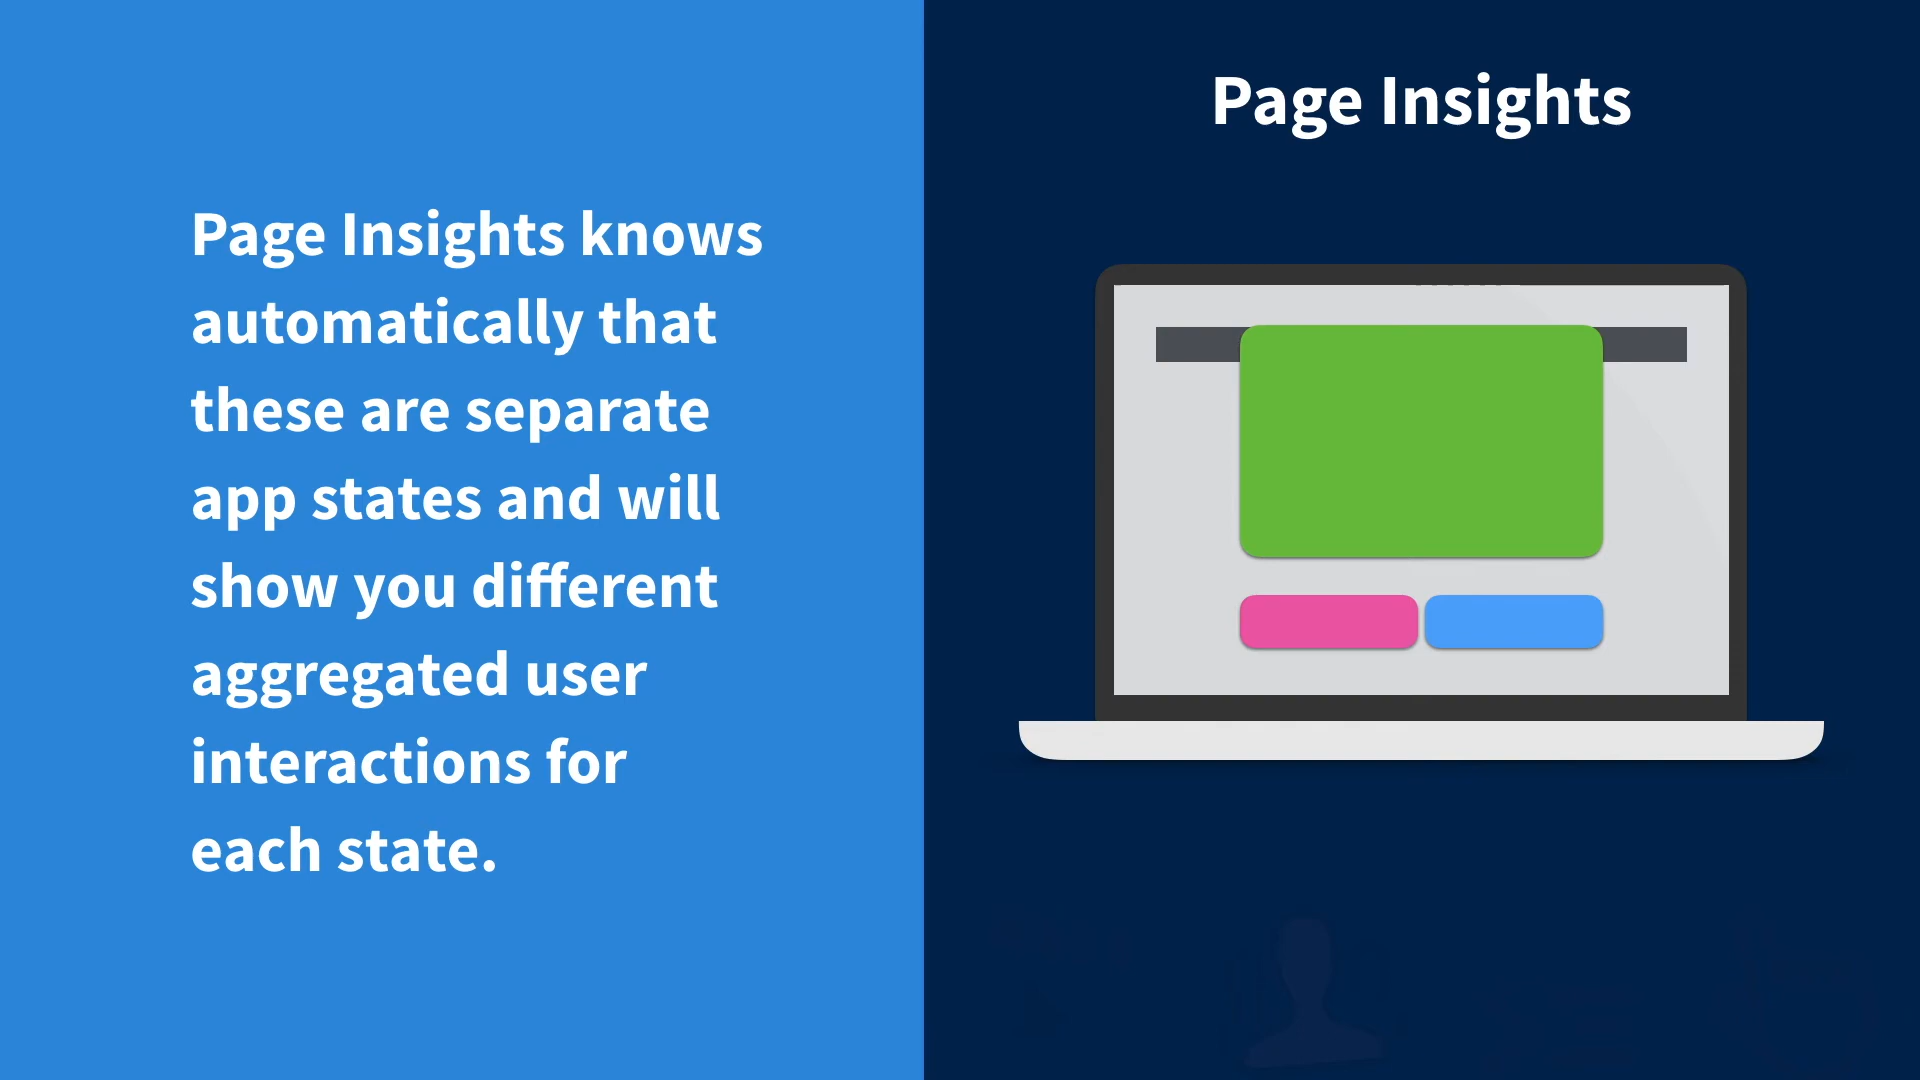 Page Insights
Page Insights knows
automatically that
these are separate
app states and will
show you different
aggregated user
interactions for
each state.